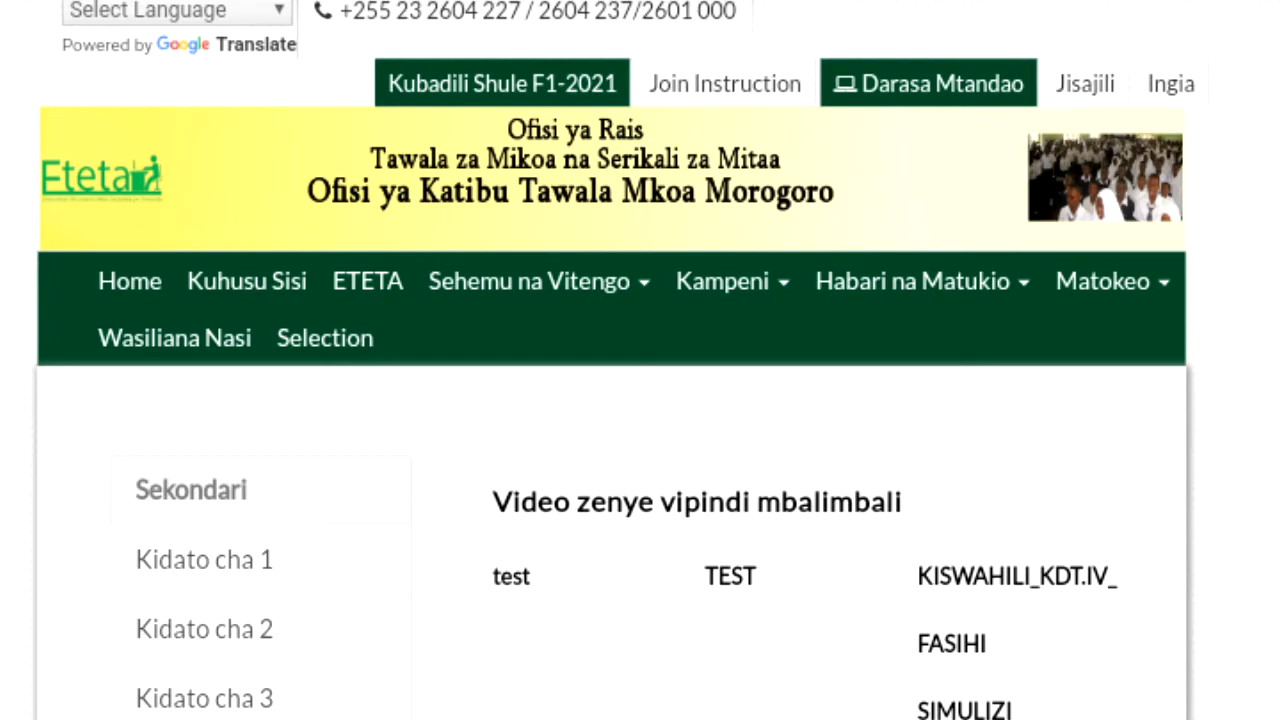 Select Language
+255 23 2604 227 / 2604 237/2601 000
Powered by Google Translate
Kubadili Shule F1-2021 Join Instruction Darasa Mtandao Jisajili Ingia
Ofisi ya Rais
Tawala za Mikoa na Serikali za Mitaa
Eteta
Ofisi ya Katibu Tawala Mkoa Morogoro
Home Kuhusu Sisi ETETA Sehemu na Vitengo Kampeni Habari na Matukio Matokeo
Wasiliana Nasi Selection
Sekondari
Kidato cha 1
Kidato cha 2
Kidato cha 3
Video zenye vipindi mbalimbali
test TEST KISWAHILI_KDT.IV_
FASIHI
SIMULIZI